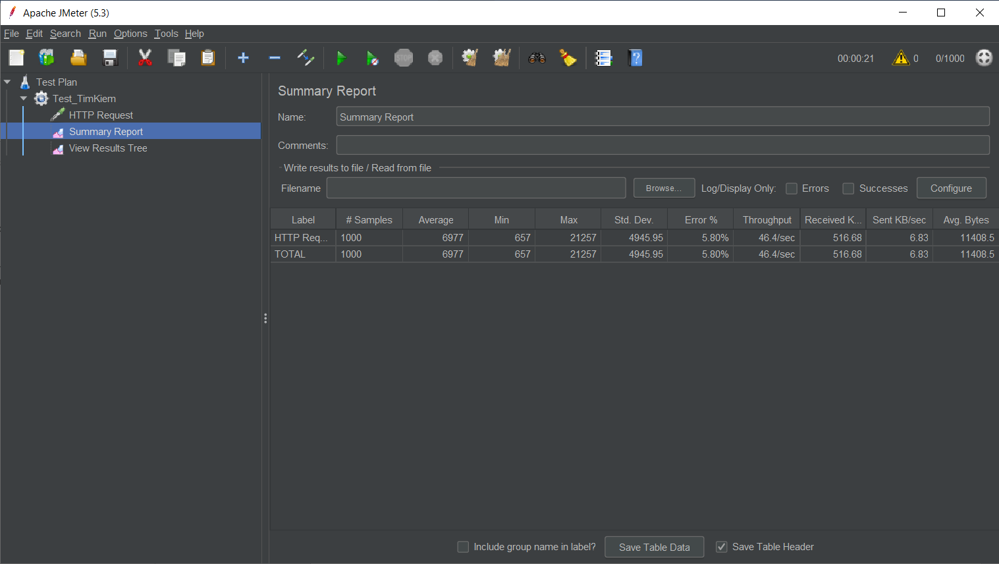 Apache JMeter (5.3)
File Edit Search Run Options Tools Help
STOP
00:00:21 0 0/1000
Test Plan
Test_TimKiem
HTTP Request
Summary Report
View Results Tree
Summary Report
Name: Summary Report
Comments:
Write results to file / Read from file
Filename Browse... Log/Display Only: Errors Successes Configure
Label # Samples Average Min Max Std. Dev. Error % Throughput Received K... Sent KB/sec Avg. Bytes
HTTP Req... 1000 6977 657 21257 4945.95 5.80% 46.4/sec 516.68 6.83 11408.5
TOTAL 1000 6977 657 21257 4945.95 5.80% 46.4/sec 516.68 6.83 11408.5
Include group name in label? Save Table Data Save Table Header